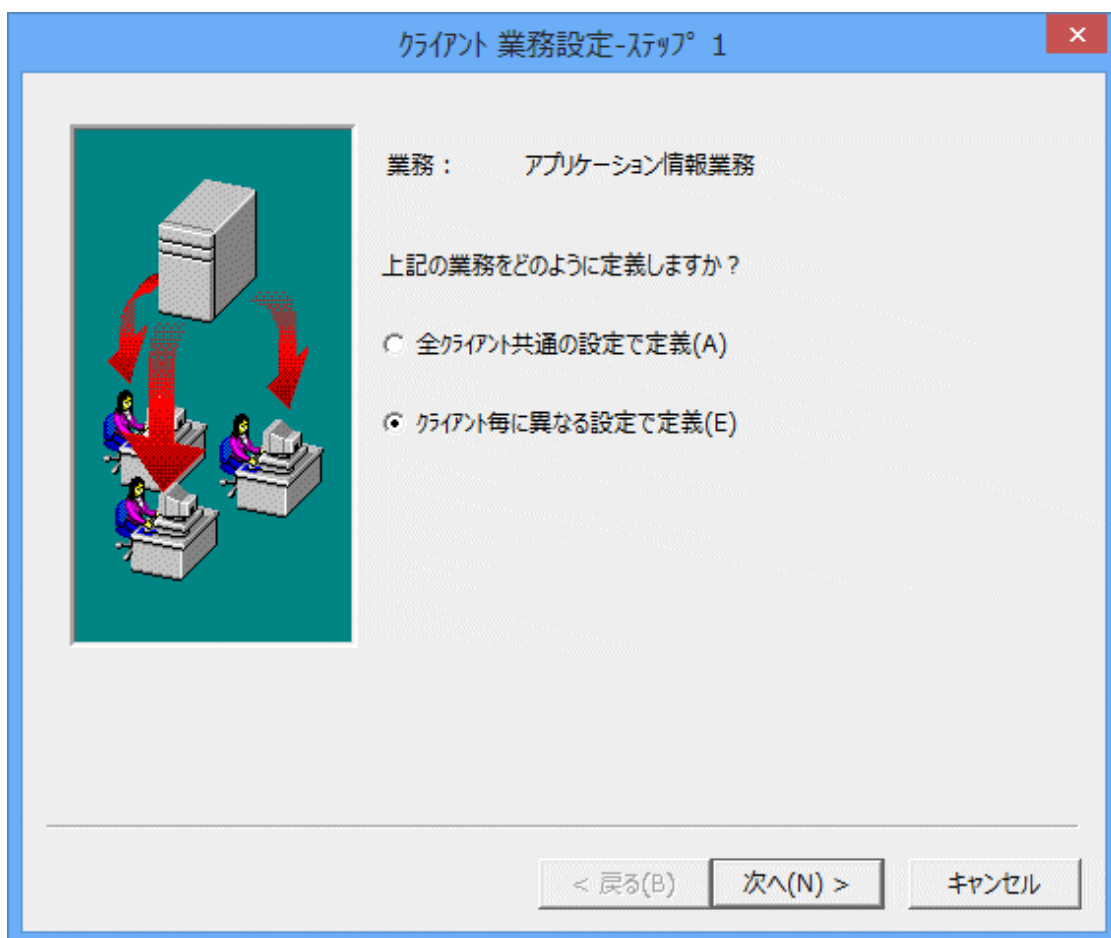 クライアント 業務設定-ステップ 1
業務： アプリケーション情報業務
上記の業務をどのように定義しますか？
全クライアント共通の設定で定義(A)
クライアント毎に異なる設定で定義(E)
< 戻る(B) 次へ(N) > キャンセル